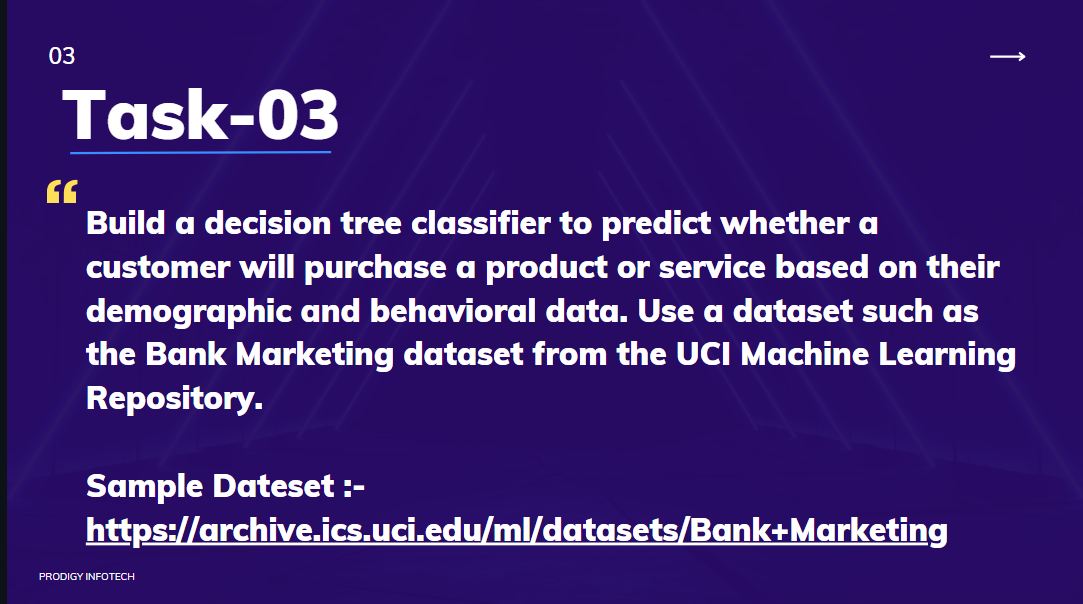 03
Task-03
“
Build a decision tree classifier to predict whether a
customer will purchase a product or service based on their
demographic and behavioral data. Use a dataset such as
the Bank Marketing dataset from the UCI Machine Learning
Repository.
Sample Dateset :-
https://archive.ics.uci.edu/ml/datasets/Bank+Marketing
PRODIGY INFOTECH